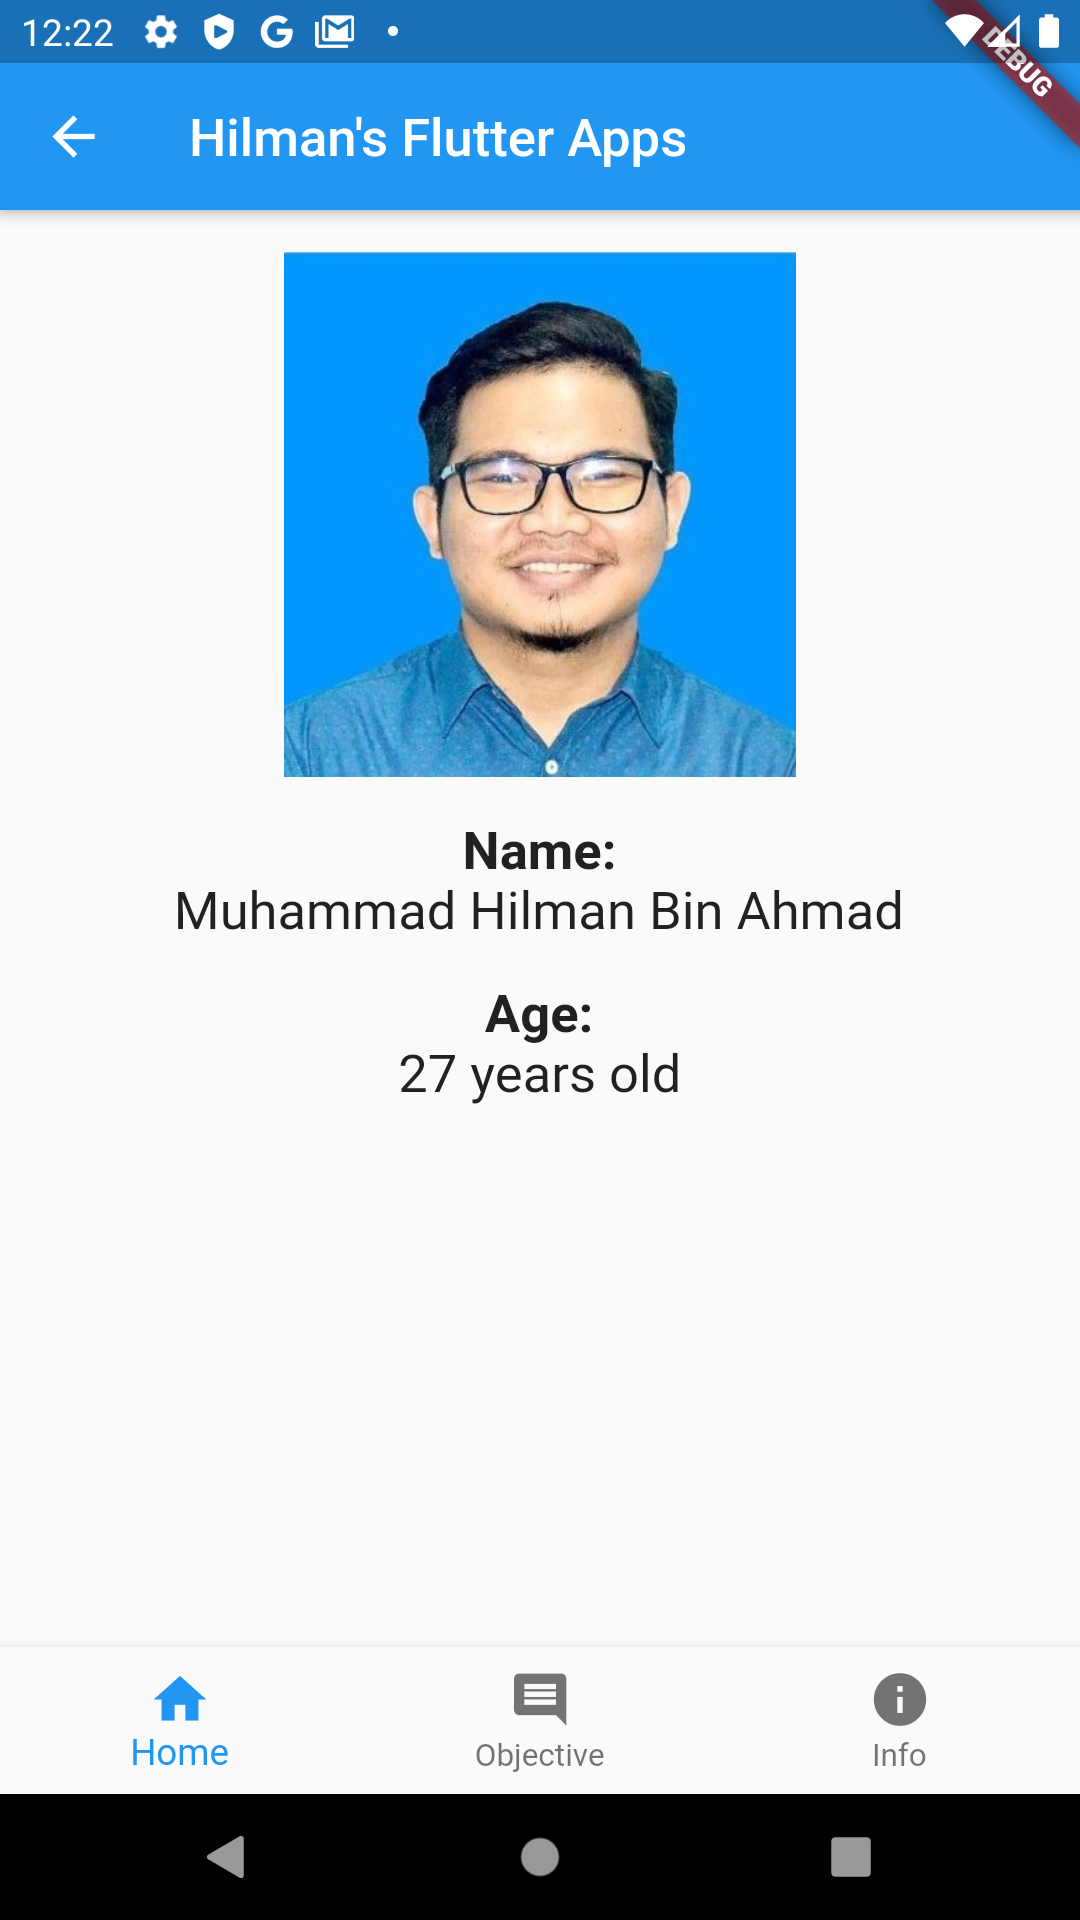 12:22
DEBUG
Hilman's Flutter Apps
Name:
Muhammad Hilman Bin Ahmad
Age:
27 years old
Home
Objective
Info